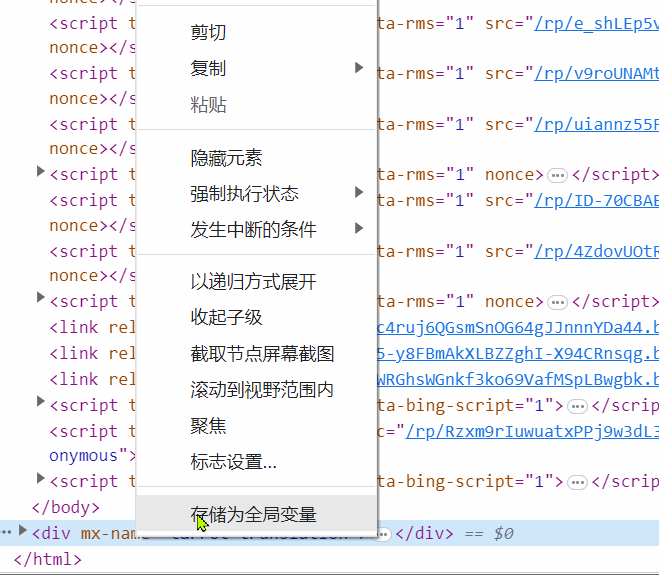 nonce></s
<script t
剪切
ta-rms="1" src="/rp/e_shLEp5v
nonce></s
<script t
复制
ta-rms="1" src="/rp/v9roUNAMt
nonce></s
粘贴
<script t
ta-rms="1" src="/rp/uiannz55F
nonce></s
隐藏元素
<script t
ta-rms="1" nonce>…</script>
<script t
强制执行状态
ta-rms="1" src="/rp/ID-70CBAE
nonce></s
发生中断的条件
<script t
ta-rms="1" src="/rp/4ZdovUOtR
nonce></s
以递归方式展开
<script t
ta-rms="1" nonce>…</script>
收起子级
<link rel
c4ruj6QGsmSnOG64gJJnnnYDa44.b
<link rel
截取节点屏幕截图
5-y8FBmAkXLBZZghI-X94CRnsqg.b
<link rel
滚动到视野范围内
WRGhsWGnkf3ko69VafMSpLBwgbk.b
<script t
ta-bing-script="1">…</scrip
<script t
聚焦
c="/rp/Rzxm9rIuwuatxPPj9w3dL3
onymous">
标志设置...
<script t
ta-bing-script="1">…</scrip
</body>
存储为全局变量
<div mx-name
…</div> == $0
</html>